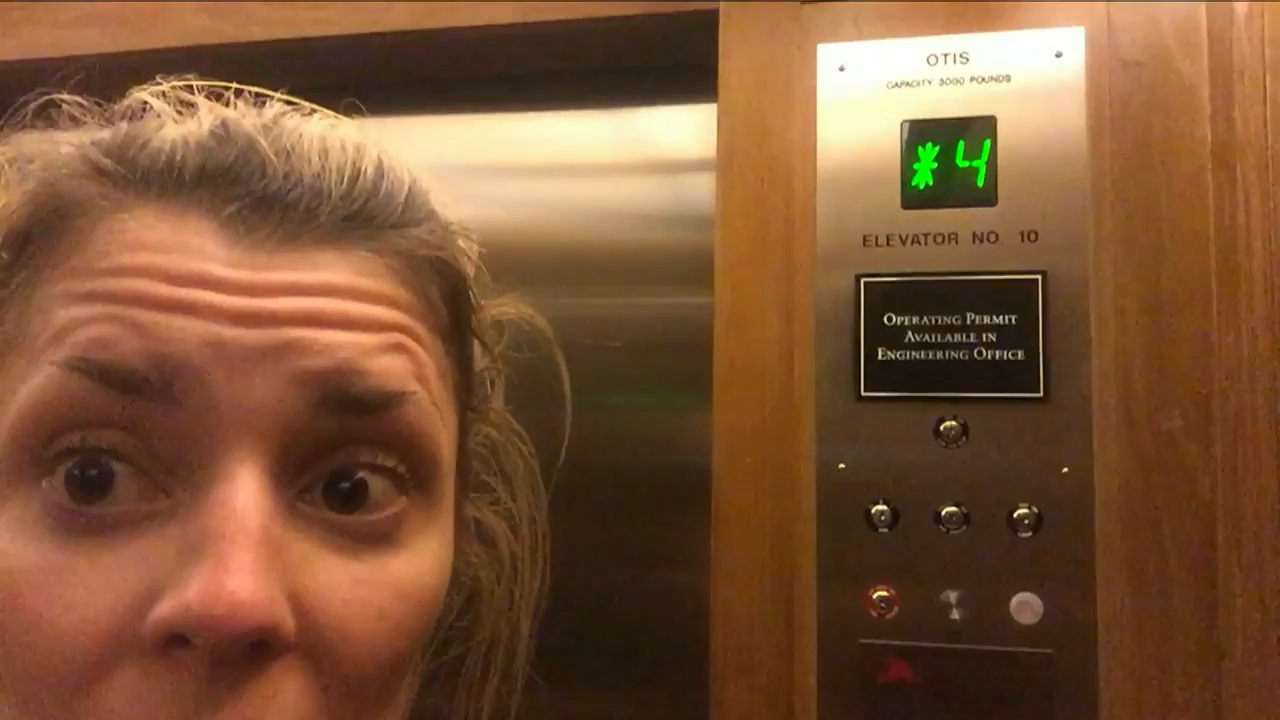 OTIS
CAPACITY 3000 POUNDS
*4
ELEVATOR NO. 10
OPERATING PERMIT
AVAILABLE IN
ENGINEERING OFFICE